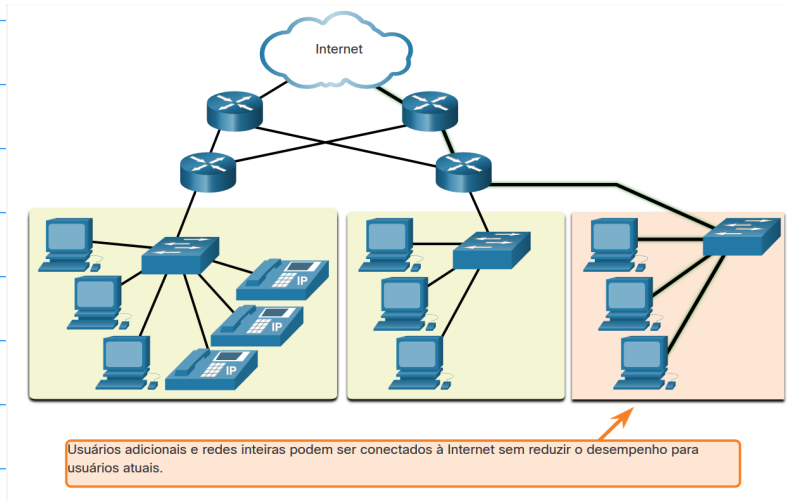 Internet
IP
IP
IP
Usuários adicionais e redes inteiras podem ser conectados à Internet sem reduzir o desempenho para
usuários atuais.